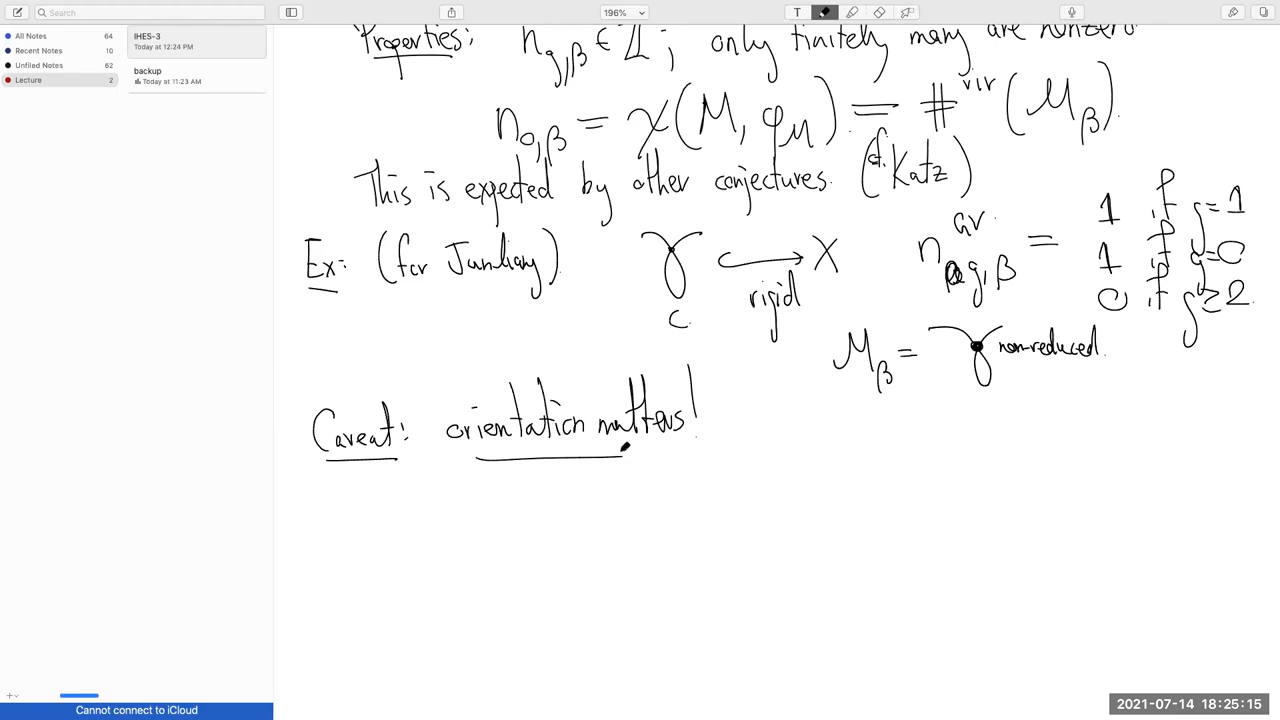 Search
196%
T
All Notes 64
Recent Notes 10
Unfiled Notes 62
Lecture 2
IHES-3
Today at 12:24 PM
backup
Today at 11:23 AM
Properties: n_{g,β} ∈ ℤ ; only finitely many are nonzero
n_{0,β} = χ(M, φ_M) = #^{vir} (M_β).
This is expected by other conjectures. (cf. Katz)
Ex: (for Junliang) C ⟶ X rigid n^{GV}_{g,β} = 1 if g=1
1 if g=0
0 if g≥2
M_β = non-reduced.
Caveat: orientation matters!
Cannot connect to iCloud
2021-07-14 18:25:15